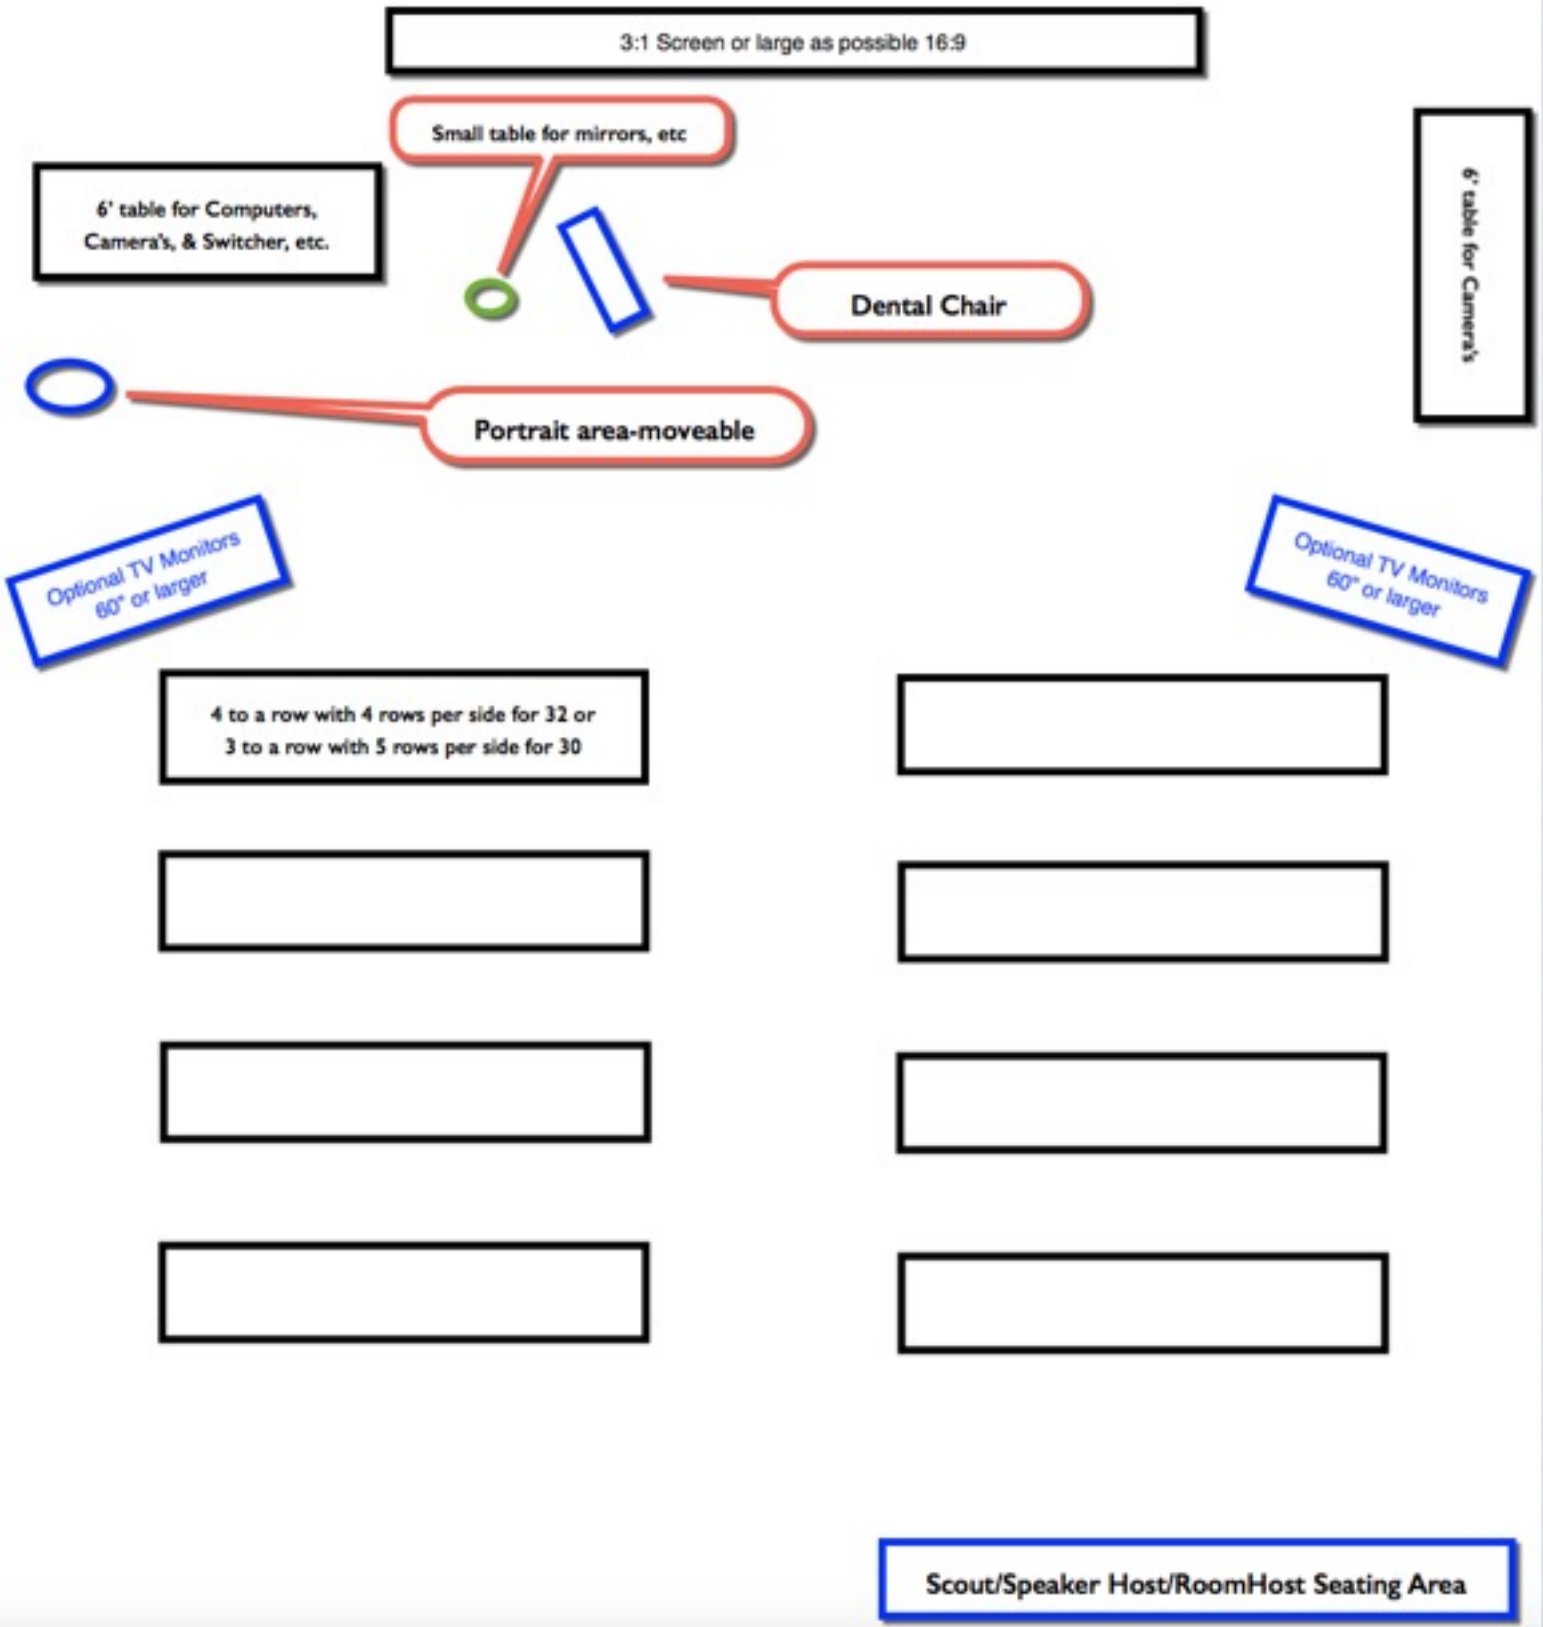 3:1 Screen or large as possible 16:9
Small table for mirrors, etc
6' table for Computers,
Camera's, & Switcher, etc.
6' table for Camera's
Dental Chair
Portrait area-moveable
Optional TV Monitors
60" or larger
Optional TV Monitors
60" or larger
4 to a row with 4 rows per side for 32 or
3 to a row with 5 rows per side for 30
Scout/Speaker Host/RoomHost Seating Area